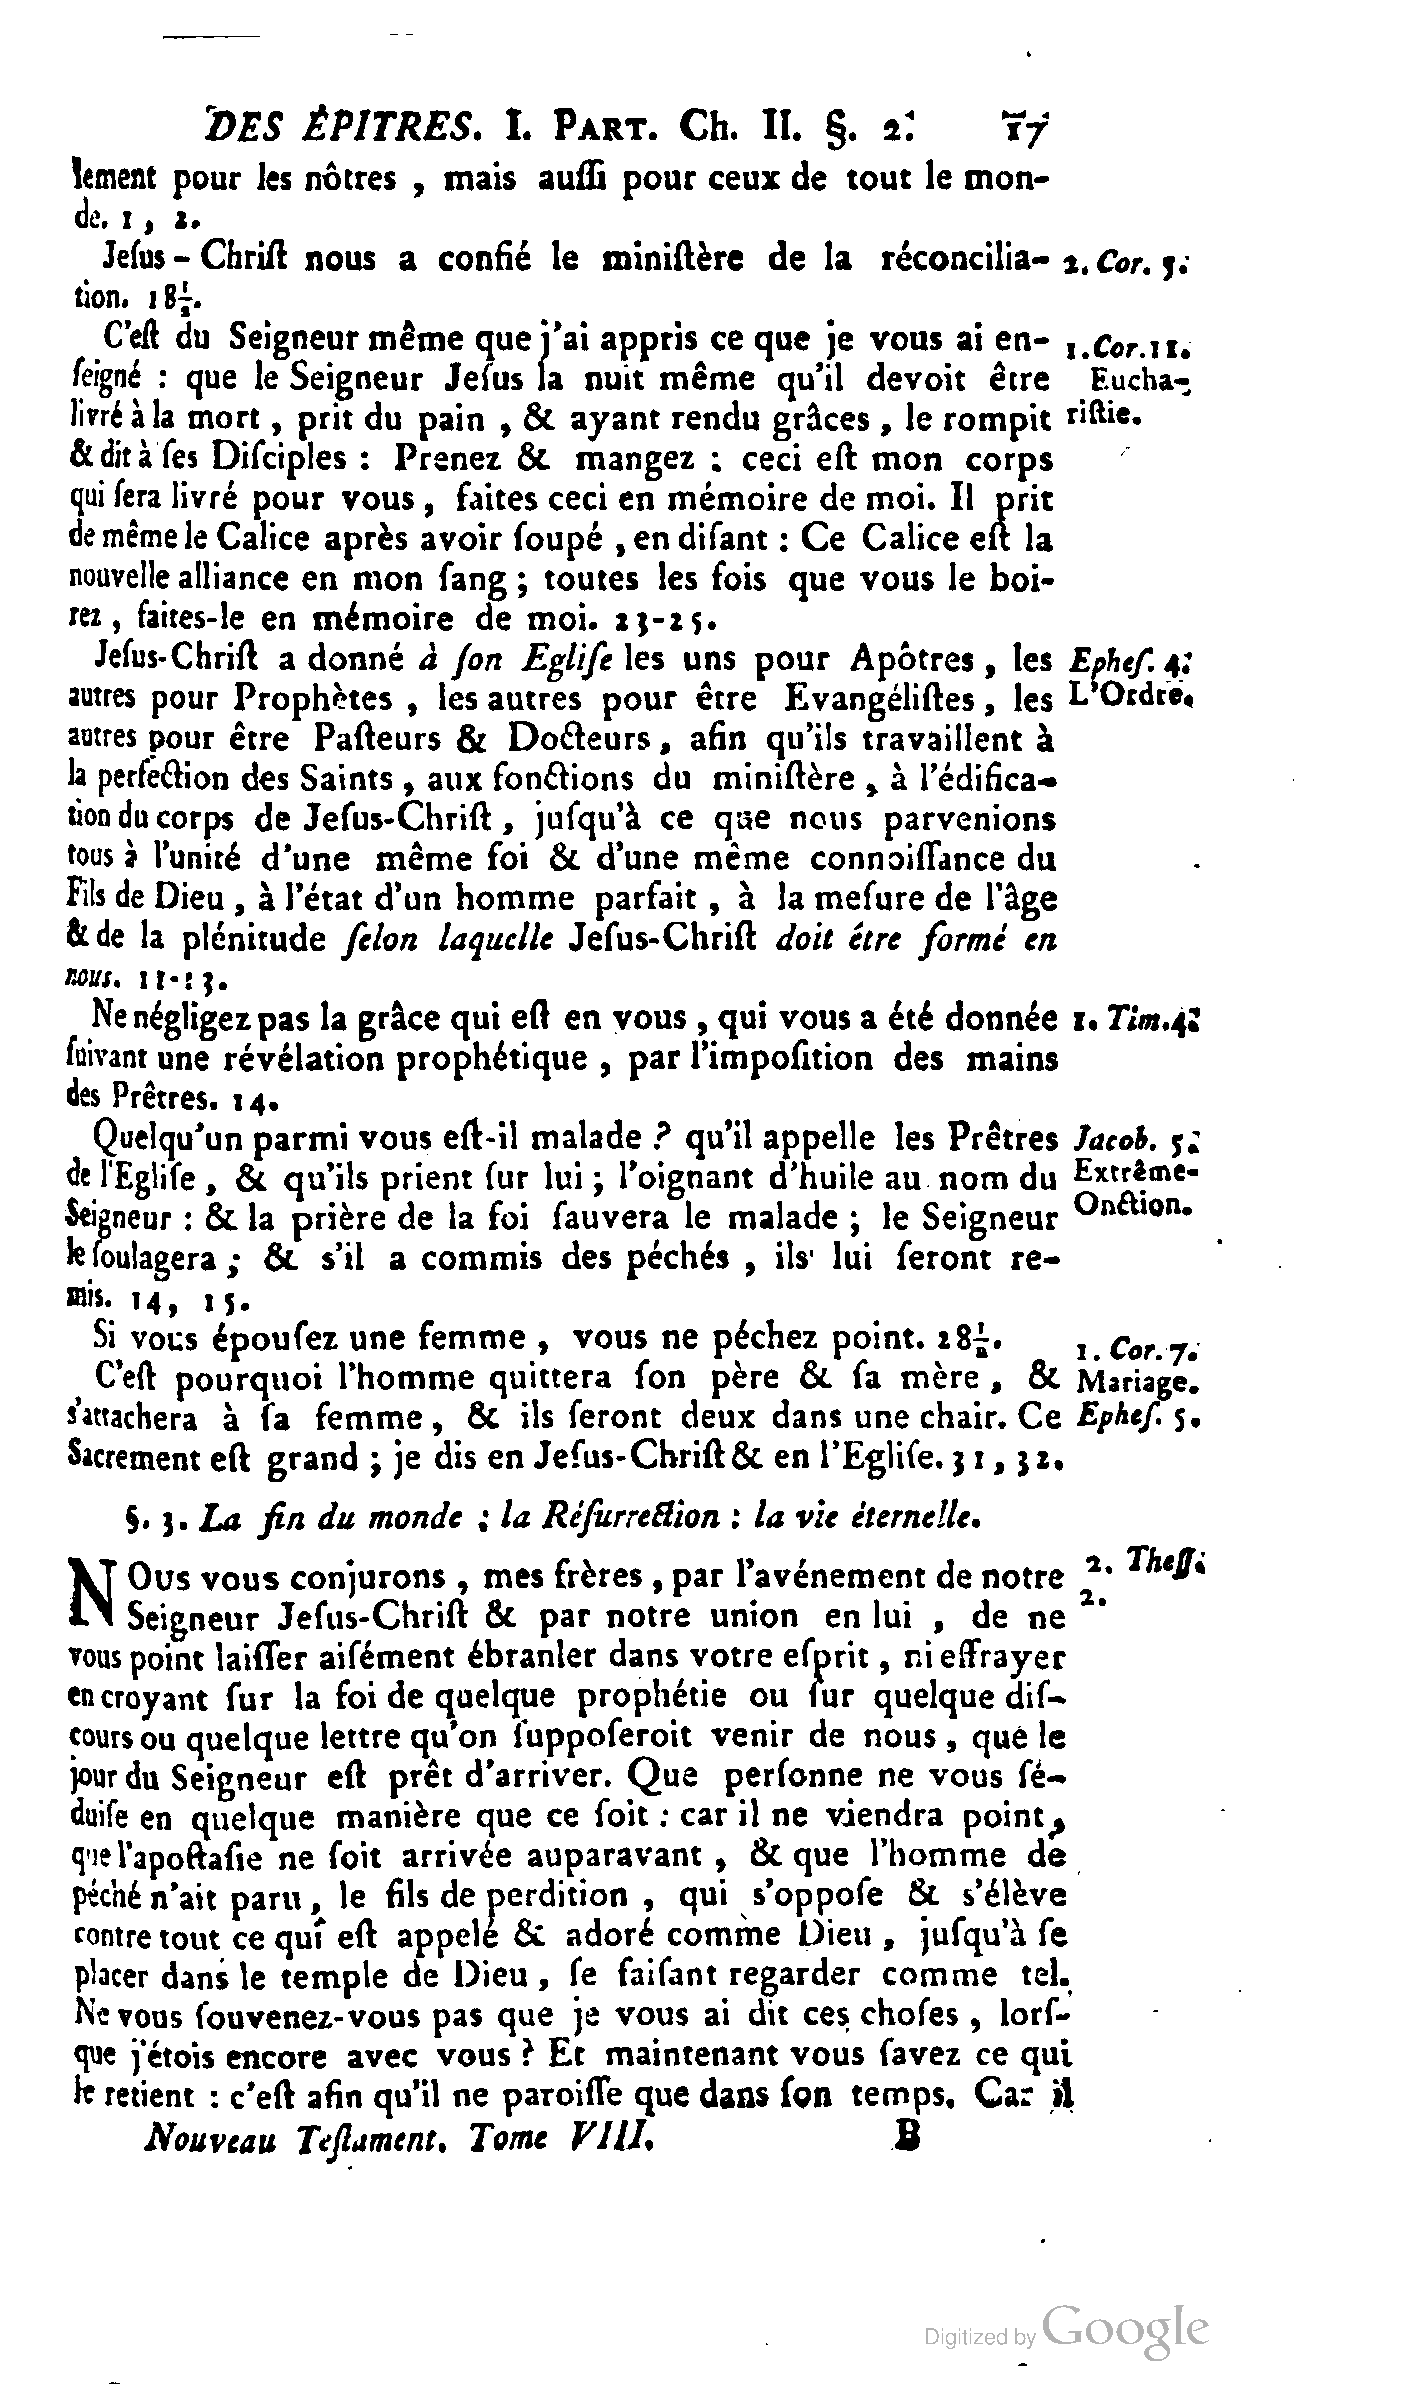 DES ÉPITRES. I. PART. Ch. II. §. 2. 17
lement pour les nôtres , mais auſſi pour ceux de tout le mon-
de. 1 , 2.
Jeſus-Chriſt nous a confié le miniſtère de la réconcilia- 2. Cor. 5.
tion. 18½.
C'eſt du Seigneur même que j'ai appris ce que je vous ai en- 1. Cor. 11.
ſeigné : que le Seigneur Jeſus la nuit même qu'il devoit être Eucha-
livré à la mort , prit du pain , & ayant rendu grâces , le rompit riſtie.
& dit à ſes Diſciples : Prenez & mangez : ceci eſt mon corps
qui ſera livré pour vous , faites ceci en mémoire de moi. Il prit
de même le Calice après avoir ſoupé , en diſant : Ce Calice eſt la
nouvelle alliance en mon ſang ; toutes les fois que vous le boi-
rez , faites-le en mémoire de moi. 23-25.
Jeſus-Chriſt a donné à ſon Egliſe les uns pour Apôtres , les Epheſ. 4.
autres pour Prophètes , les autres pour être Evangéliſtes , les L'Ordre.
autres pour être Paſteurs & Docteurs , afin qu'ils travaillent à
la perfection des Saints , aux fonctions du miniſtère , à l'édifica-
tion du corps de Jeſus-Chriſt , juſqu'à ce que nous parvenions
tous à l'unité d'une même foi & d'une même connoiſſance du
Fils de Dieu , à l'état d'un homme parfait , à la meſure de l'âge
& de la plénitude ſelon laquelle Jeſus-Chriſt doit être formé en
nous. 11-13.
Ne négligez pas la grâce qui eſt en vous , qui vous a été donnée 1. Tim. 4.
ſuivant une révélation prophétique , par l'impoſition des mains
des Prêtres. 14.
Quelqu'un parmi vous eſt-il malade ? qu'il appelle les Prêtres Jacob. 5.
de l'Egliſe , & qu'ils prient ſur lui ; l'oignant d'huile au nom du Extrême-
Seigneur : & la prière de la foi ſauvera le malade ; le Seigneur Onction.
le ſoulagera ; & s'il a commis des péchés , ils lui ſeront re-
mis. 14, 15.
Si vous épouſez une femme , vous ne péchez point. 28½. 1. Cor. 7.
C'eſt pourquoi l'homme quittera ſon père & ſa mère , & Mariage.
s'attachera à ſa femme , & ils ſeront deux dans une chair. Ce Epheſ. 5.
Sacrement eſt grand ; je dis en Jeſus-Chriſt & en l'Egliſe. 31, 32.
§. 3. La fin du monde ; la Réſurrection : la vie éternelle.
NOus vous conjurons , mes frères , par l'avénement de notre 2. Theſſ.
Seigneur Jeſus-Chriſt & par notre union en lui , de ne 2.
vous point laiſſer aiſément ébranler dans votre eſprit , ni effrayer
en croyant ſur la foi de quelque prophétie ou ſur quelque diſ-
cours ou quelque lettre qu'on ſuppoſeroit venir de nous , que le
jour du Seigneur eſt prêt d'arriver. Que perſonne ne vous ſé-
duiſe en quelque manière que ce ſoit : car il ne viendra point ,
que l'apoſtaſie ne ſoit arrivée auparavant , & que l'homme de
péché n'ait paru , le fils de perdition , qui s'oppoſe & s'élève
contre tout ce qui eſt appelé & adoré comme Dieu , juſqu'à ſe
placer dans le temple de Dieu , ſe faiſant regarder comme tel.
Ne vous ſouvenez-vous pas que je vous ai dit ces choſes , lorſ-
que j'étois encore avec vous ? Et maintenant vous ſavez ce qui
le retient : c'eſt afin qu'il ne paroiſſe que dans ſon temps. Car il
Nouveau Teſtament. Tome VIII. B
Digitized by Google